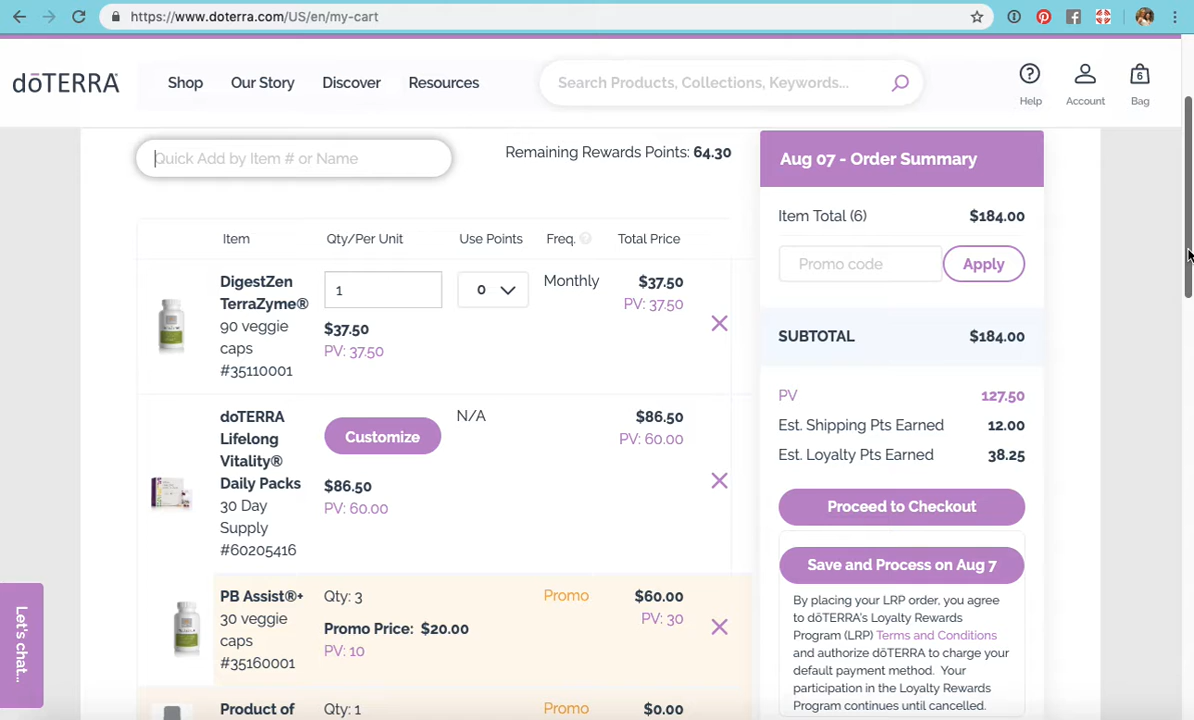 https://www.doterra.com/US/en/my-cart
dōTERRA
Shop Our Story Discover Resources
Search Products, Collections, Keywords...
6
Help Account Bag
Quick Add by Item # or Name
Remaining Rewards Points: 64.30
Item Qty/Per Unit Use Points Freq. Total Price
DigestZen
TerraZyme®
90 veggie
caps
#35110001
1
$37.50
PV: 37.50
0
Monthly
$37.50
PV: 37.50
doTERRA
Lifelong
Vitality®
Daily Packs
30 Day
Supply
#60205416
Customize
$86.50
PV: 60.00
N/A
$86.50
PV: 60.00
PB Assist®+
30 veggie
caps
#35160001
Qty: 3
Promo Price: $20.00
PV: 10
Promo
$60.00
PV: 30
Product of
Qty: 1
Promo
$0.00
Aug 07 - Order Summary
Item Total (6) $184.00
Promo code Apply
SUBTOTAL $184.00
PV 127.50
Est. Shipping Pts Earned 12.00
Est. Loyalty Pts Earned 38.25
Proceed to Checkout
Save and Process on Aug 7
By placing your LRP order, you agree
to dōTERRA's Loyalty Rewards
Program (LRP) Terms and Conditions
and authorize dōTERRA to charge your
default payment method. Your
participation in the Loyalty Rewards
Program continues until cancelled.
Let's chat...